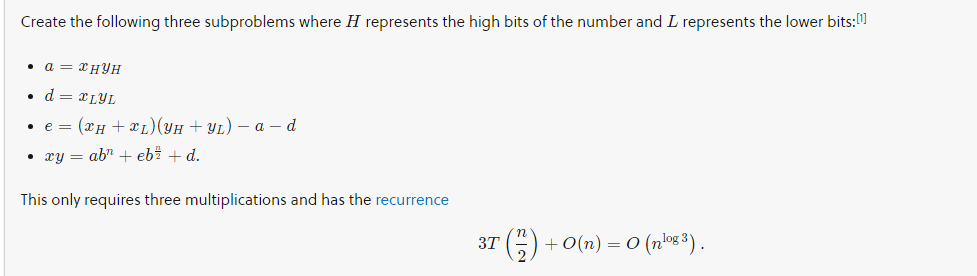 Create the following three subproblems where H represents the high bits of the number and L represents the lower bits:[1]
• a = x_H y_H
• d = x_L y_L
• e = (x_H + x_L)(y_H + y_L) − a − d
• xy = ab^n + eb^{n/2} + d.
This only requires three multiplications and has the recurrence
3T (n/2) + O(n) = O (n^{log 3}) .